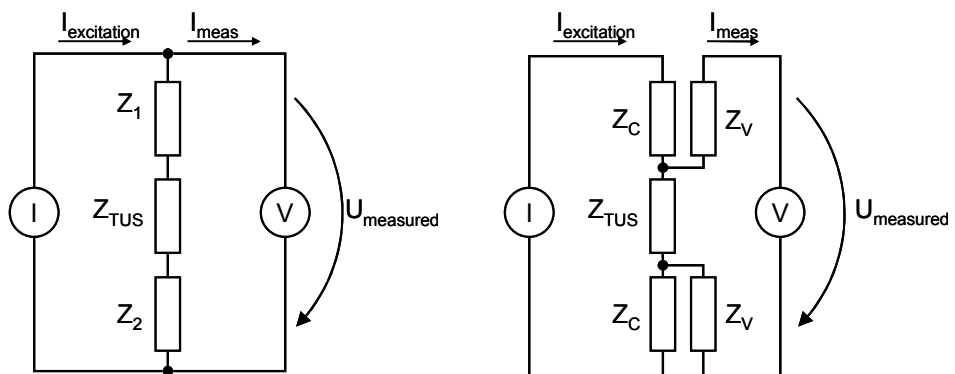 I_excitation I_meas
Z_1
Z_TUS
Z_2
I
V
U_measured
I_excitation I_meas
Z_C Z_V
Z_TUS
Z_C Z_V
I
V
U_measured